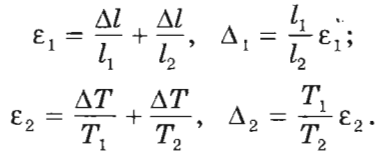 ε₁ = Δl/l₁ + Δl/l₂, Δ₁ = l₁/l₂ ε₁;
ε₂ = ΔT/T₁ + ΔT/T₂, Δ₂ = T₁/T₂ ε₂.